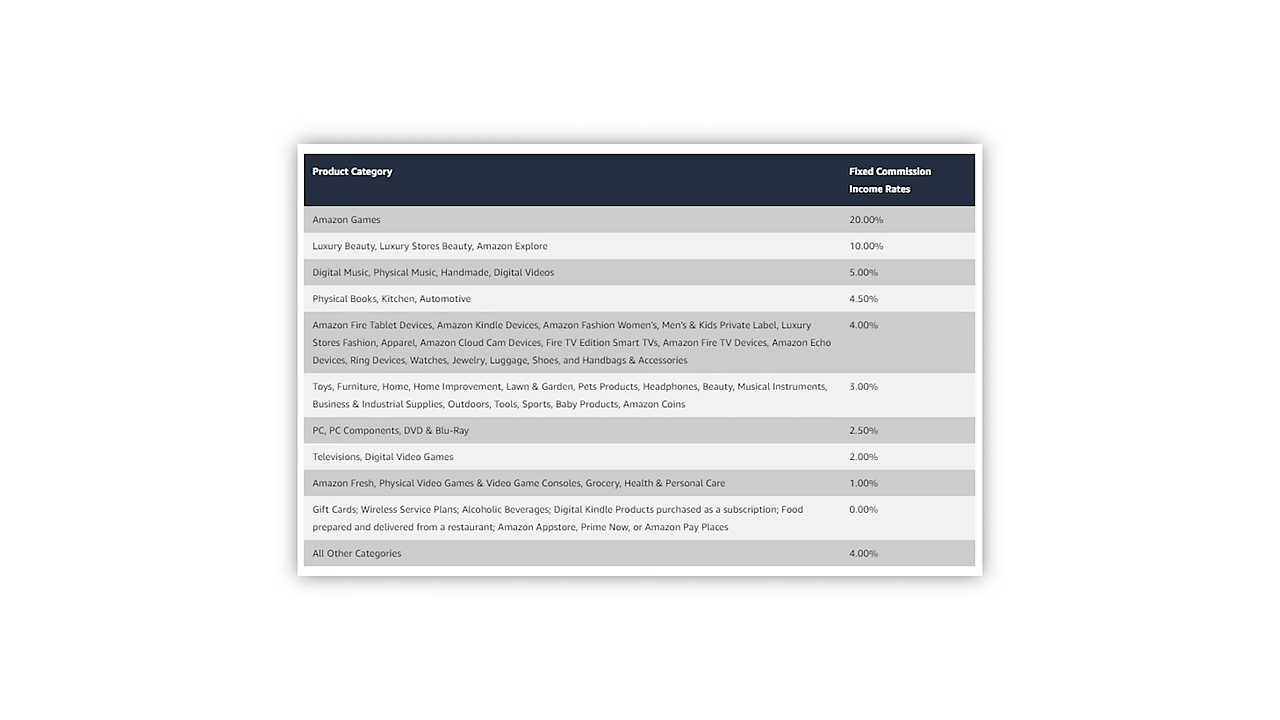 Product Category
Fixed Commission
Income Rates
Amazon Games
20.00%
Luxury Beauty, Luxury Stores Beauty, Amazon Explore
10.00%
Digital Music, Physical Music, Handmade, Digital Videos
5.00%
Physical Books, Kitchen, Automotive
4.50%
Amazon Fire Tablet Devices, Amazon Kindle Devices, Amazon Fashion Women's, Men's & Kids Private Label, Luxury
Stores Fashion, Apparel, Amazon Cloud Cam Devices, Fire TV Edition Smart TVs, Amazon Fire TV Devices, Amazon Echo
Devices, Ring Devices, Watches, Jewelry, Luggage, Shoes, and Handbags & Accessories
4.00%
Toys, Furniture, Home, Home Improvement, Lawn & Garden, Pets Products, Headphones, Beauty, Musical Instruments,
Business & Industrial Supplies, Outdoors, Tools, Sports, Baby Products, Amazon Coins
3.00%
PC, PC Components, DVD & Blu-Ray
2.50%
Televisions, Digital Video Games
2.00%
Amazon Fresh, Physical Video Games & Video Game Consoles, Grocery, Health & Personal Care
1.00%
Gift Cards; Wireless Service Plans; Alcoholic Beverages; Digital Kindle Products purchased as a subscription; Food
prepared and delivered from a restaurant; Amazon Appstore, Prime Now, or Amazon Pay Places
0.00%
All Other Categories
4.00%